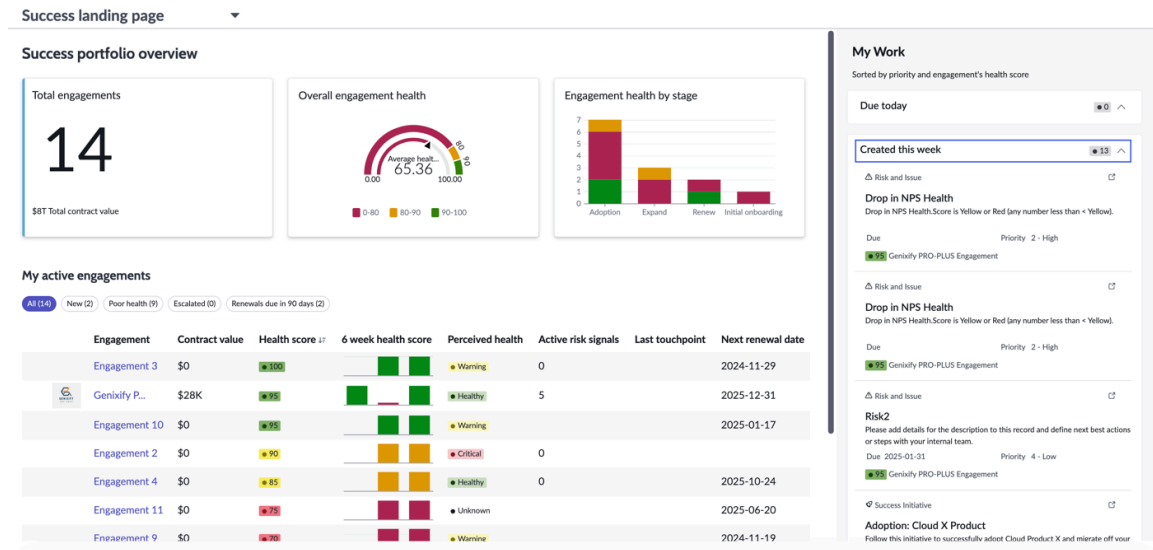 Success landing page
Success portfolio overview
Total engagements
14
$8T Total contract value
Overall engagement health
80
90
Average healt...
65.36
0.00
100.00
0-80
80-90
90-100
Engagement health by stage
7
6
5
4
3
2
1
0
Adoption Expand Renew Initial onboarding
My active engagements
All (14) New (2) Poor health (9) Escalated (0) Renewals due in 90 days (2)
Engagement Contract value Health score 6 week health score Perceived health Active risk signals Last touchpoint Next renewal date
Engagement 3 $0 100 Warning 0 2024-11-29
Genixify P... $28K 95 Healthy 5 2025-12-31
Engagement 10 $0 95 Warning 2025-01-17
Engagement 2 $0 90 Critical 0
Engagement 4 $0 85 Healthy 0 2025-10-24
Engagement 11 $0 75 Unknown 2025-06-20
Engagement 9 $0 70 Warning 2024-11-19
My Work
Sorted by priority and engagement's health score
Due today 0
Created this week 13
Risk and Issue
Drop in NPS Health
Drop in NPS Health.Score is Yellow or Red (any number less than < Yellow).
Due Priority 2 - High
95 Genixify PRO-PLUS Engagement
Risk and Issue
Drop in NPS Health
Drop in NPS Health.Score is Yellow or Red (any number less than < Yellow).
Due Priority 2 - High
95 Genixify PRO-PLUS Engagement
Risk and Issue
Risk2
Please add details for the description to this record and define next best actions
or steps with your internal team.
Due 2025-01-31 Priority 4 - Low
95 Genixify PRO-PLUS Engagement
Success Initiative
Adoption: Cloud X Product
Follow this initiative to successfully adopt Cloud Product X and migrate off your